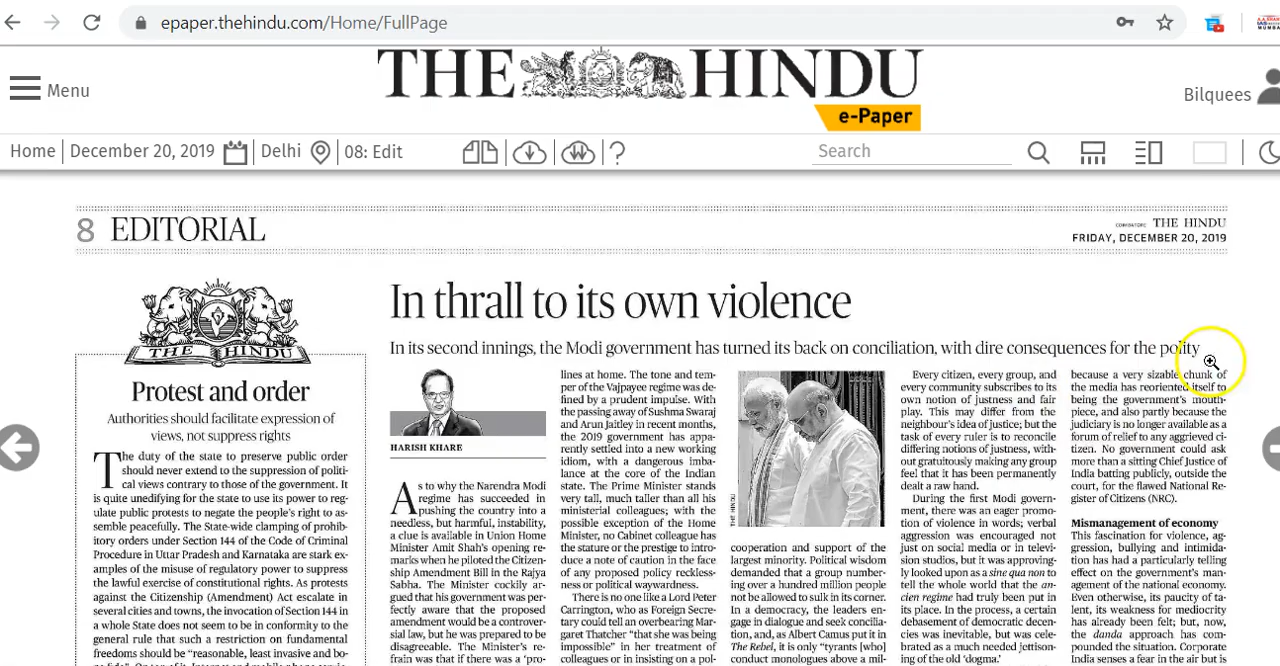 epaper.thehindu.com/Home/FullPage
Menu
THE HINDU
e-Paper
Bilquees
Home
December 20, 2019
Delhi
08: Edit
?
Search
8 EDITORIAL
THE HINDU
FRIDAY, DECEMBER 20, 2019
THE HINDU
Protest and order
Authorities should facilitate expression of
views, not suppress rights
The duty of the state to preserve public order
should never extend to the suppression of politi-
cal views contrary to those of the government. It
is quite unedifying for the state to use its power to reg-
ulate public protests to negate the people's right to as-
semble peacefully. The State-wide clamping of prohib-
itory orders under Section 144 of the Code of Criminal
Procedure in Uttar Pradesh and Karnataka are stark ex-
amples of the misuse of regulatory power to suppress
the lawful exercise of constitutional rights. As protests
against the Citizenship (Amendment) Act escalate in
several cities and towns, the invocation of Section 144 in
a whole State does not seem to be in conformity to the
general rule that such a restriction on fundamental
freedoms should be "reasonable, least invasive and bo-
In thrall to its own violence
In its second innings, the Modi government has turned its back on conciliation, with dire consequences for the polity
HARISH KHARE
As to why the Narendra Modi
regime has succeeded in
pushing the country into a
needless, but harmful, instability,
a clue is available in Union Home
Minister Amit Shah's opening re-
marks when he piloted the Citizen-
ship Amendment Bill in the Rajya
Sabha. The Minister cockily ar-
gued that his government was per-
fectly aware that the proposed
amendment would be a controver-
sial law, but he was prepared to be
disagreeable. The Minister's re-
frain was that if there was a 'pro-
lines at home. The tone and tem-
per of the Vajpayee regime was de-
fined by a prudent impulse. With
the passing away of Sushma Swaraj
and Arun Jaitley in recent months,
the 2019 government has appa-
rently settled into a new working
idiom, with a dangerous imba-
lance at the core of the Indian
state. The Prime Minister stands
very tall, much taller than all his
ministerial colleagues; with the
possible exception of the Home
Minister, no Cabinet colleague has
the stature or the prestige to intro-
duce a note of caution in the face
of any proposed policy reckless-
ness or political waywardness.
There is no one like a Lord Peter
Carrington, who as Foreign Secre-
tary could tell an overbearing Mar-
garet Thatcher "that she was being
impossible" in her treatment of
colleagues or in insisting on a pol-
THE HINDU
cooperation and support of the
largest minority. Political wisdom
demanded that a group number-
ing over a hundred million people
not be allowed to sulk in its corner.
In a democracy, the leaders en-
gage in dialogue and seek concilia-
tion, and, as Albert Camus put it in
The Rebel, it is only "tyrants [who]
conduct monologues above a mil-
Every citizen, every group, and
every community subscribes to its
own notion of justness and fair
play. This may differ from the
neighbour's idea of justice; but the
task of every ruler is to reconcile
differing notions of justness, with-
out gratuitously making any group
feel that it has been permanently
dealt a raw hand.
During the first Modi govern-
ment, there was an eager promo-
tion of violence in words; verbal
aggression was encouraged not
just on social media or in televi-
sion studios, but it was approving-
ly looked upon as a sine qua non to
tell the whole world that the an-
cien regime had truly been put in
its place. In the process, a certain
debasement of democratic decen-
cies was inevitable, but was cele-
brated as a much needed jettison-
ing of the old 'dogma.'
because a very sizable chunk of
the media has reoriented itself to
being the government's mouth-
piece, and also partly because the
judiciary is no longer available as a
forum of relief to any aggrieved ci-
tizen. No government could ask
more than a sitting Chief Justice of
India batting publicly, outside the
court, for the flawed National Re-
gister of Citizens (NRC).
Mismanagement of economy
This fascination for violence, ag-
gression, bullying and intimida-
tion has had a particularly telling
effect on the government's man-
agement of the national economy.
Even otherwise, its paucity of ta-
lent, its weakness for mediocrity
has already been felt; but, now,
the danda approach has com-
pounded the situation. Corporate
India senses a fear in the air but is